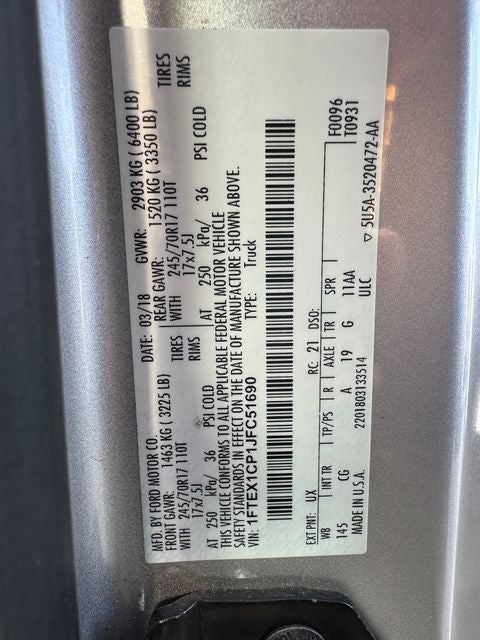 MFD. BY FORD MOTOR CO.
DATE: 03/18 GVWR: 2903 KG ( 6400 LB)
FRONT GAWR: 1463 KG ( 3225 LB) REAR GAWR: 1520 KG ( 3350 LB)
WITH 245/70R17 110T TIRES WITH 245/70R17 110T TIRES
17x7.5J RIMS 17x7.5J RIMS
AT 250 kPa/ 36 PSI COLD AT 250 kPa/ 36 PSI COLD
THIS VEHICLE CONFORMS TO ALL APPLICABLE FEDERAL MOTOR VEHICLE
SAFETY STANDARDS IN EFFECT ON THE DATE OF MANUFACTURE SHOWN ABOVE.
VIN: 1FTEX1CP1JFC51690 TYPE: Truck
F0096
T0931
EXT PNT: UX RC: 21 DSO:
WB INT TR TP/PS R AXLE TR SPR
145 CG A 19 G 11AA
MADE IN U.S.A. 2201803133514 ULC
▽ 5U5A-3520472-AA